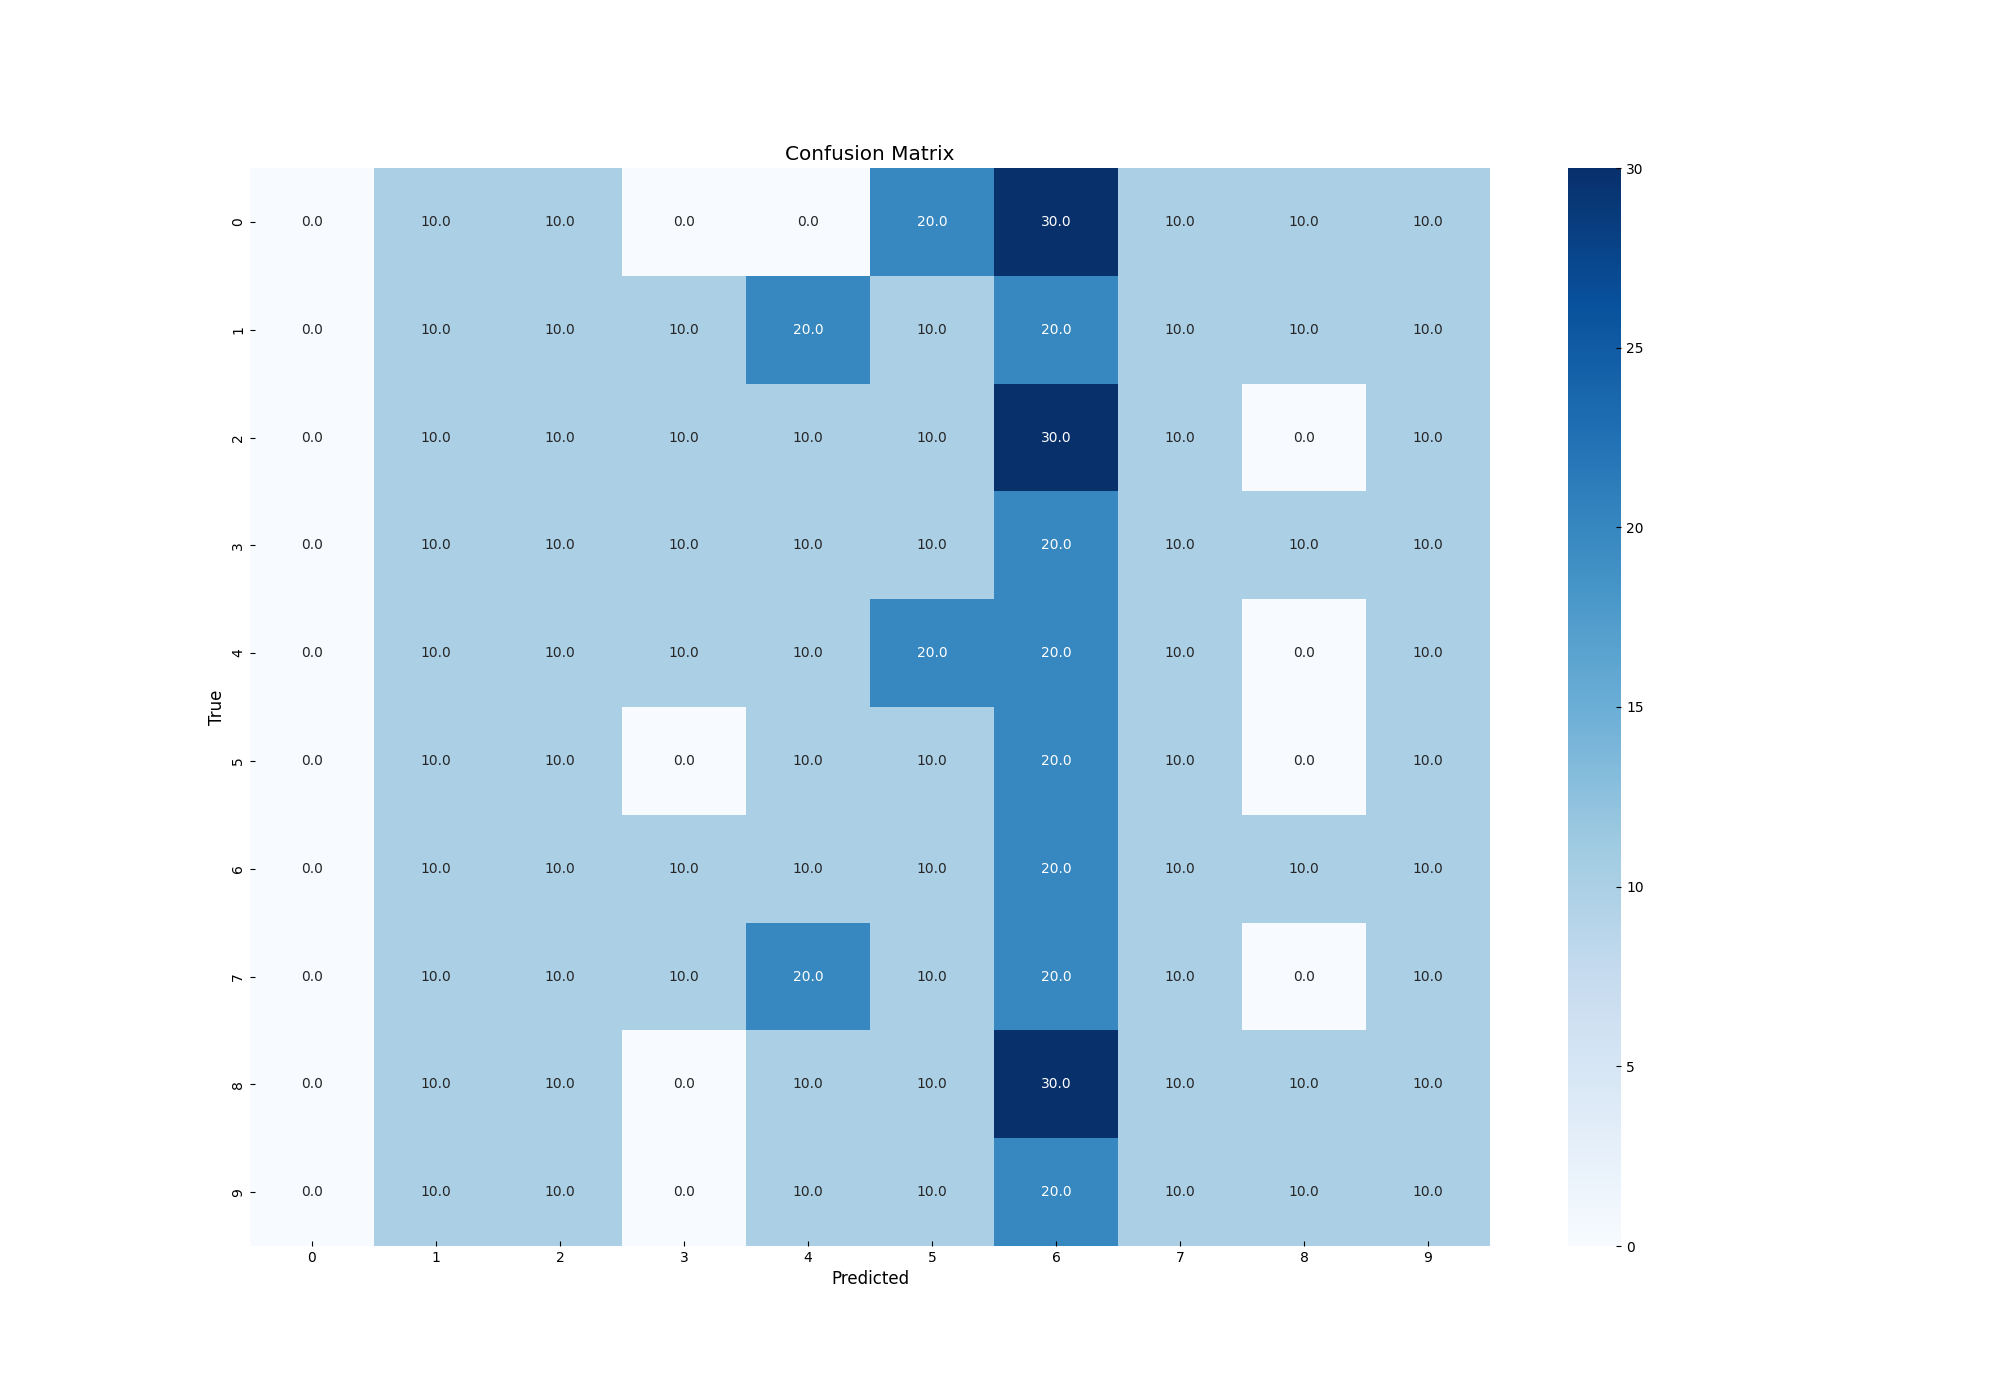 Confusion Matrix
0 0.0 10.0 10.0 0.0 0.0 20.0 30.0 10.0 10.0 10.0
1 0.0 10.0 10.0 10.0 20.0 10.0 20.0 10.0 10.0 10.0
2 0.0 10.0 10.0 10.0 10.0 10.0 30.0 10.0 0.0 10.0
3 0.0 10.0 10.0 10.0 10.0 10.0 20.0 10.0 10.0 10.0
4 0.0 10.0 10.0 10.0 10.0 20.0 20.0 10.0 0.0 10.0
5 0.0 10.0 10.0 0.0 10.0 10.0 20.0 10.0 0.0 10.0
6 0.0 10.0 10.0 10.0 10.0 10.0 20.0 10.0 10.0 10.0
7 0.0 10.0 10.0 10.0 20.0 10.0 20.0 10.0 0.0 10.0
8 0.0 10.0 10.0 0.0 10.0 10.0 30.0 10.0 10.0 10.0
9 0.0 10.0 10.0 0.0 10.0 10.0 20.0 10.0 10.0 10.0
0 1 2 3 4 5 6 7 8 9
Predicted
True
30
25
20
15
10
5
0